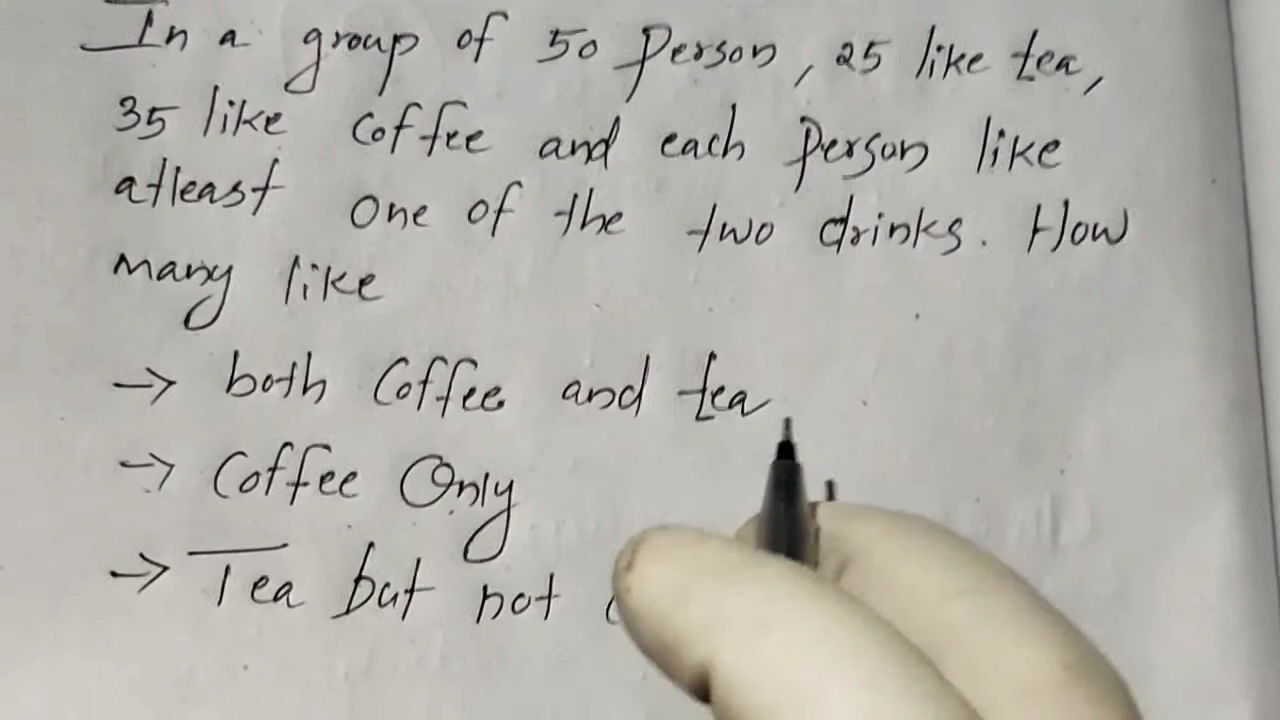 In a group of 50 Person, 25 like tea,
35 like Coffee and each Person like
atleast One of the two drinks. How
many like
→ both Coffee and tea
→ Coffee Only
→ Tea but not